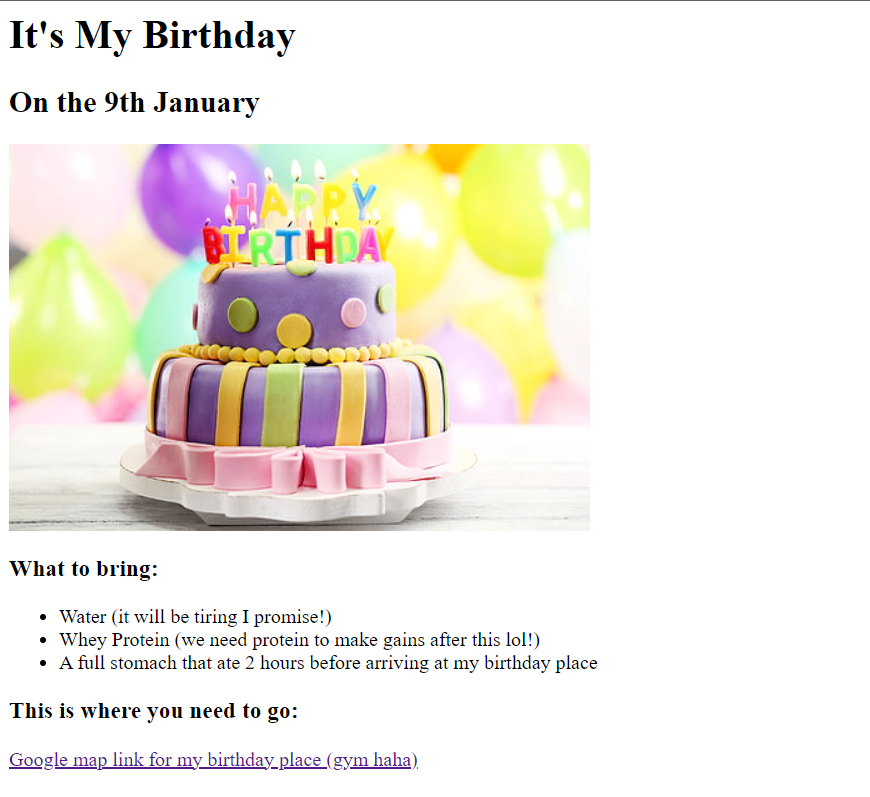 It's My Birthday
On the 9th January
HAPPY
BIRTHDAY
What to bring:
Water (it will be tiring I promise!)
Whey Protein (we need protein to make gains after this lol!)
A full stomach that ate 2 hours before arriving at my birthday place
This is where you need to go:
Google map link for my birthday place (gym haha)